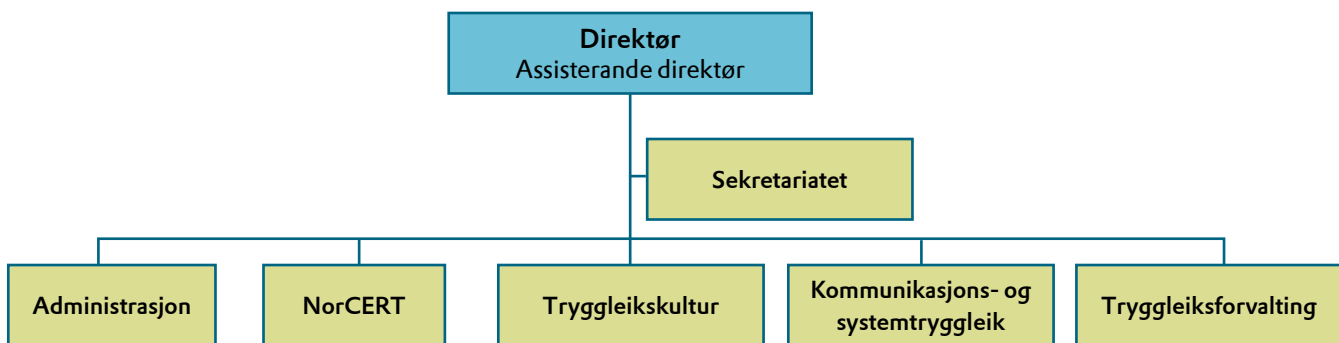 Direktør
Assisterande direktør
Sekretariatet
Administrasjon
NorCERT
Tryggleikskultur
Kommunikasjons- og
systemtryggleik
Tryggleiksforvalting